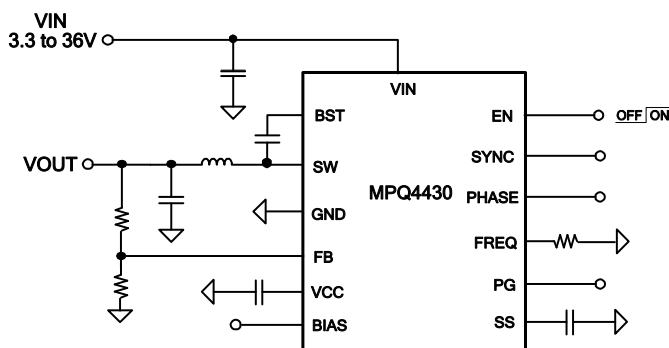 VIN
3.3 to 36V
VIN
BST
EN
OFF ON
SYNC
VOUT
SW
MPQ4430
PHASE
GND
FREQ
FB
PG
VCC
SS
BIAS